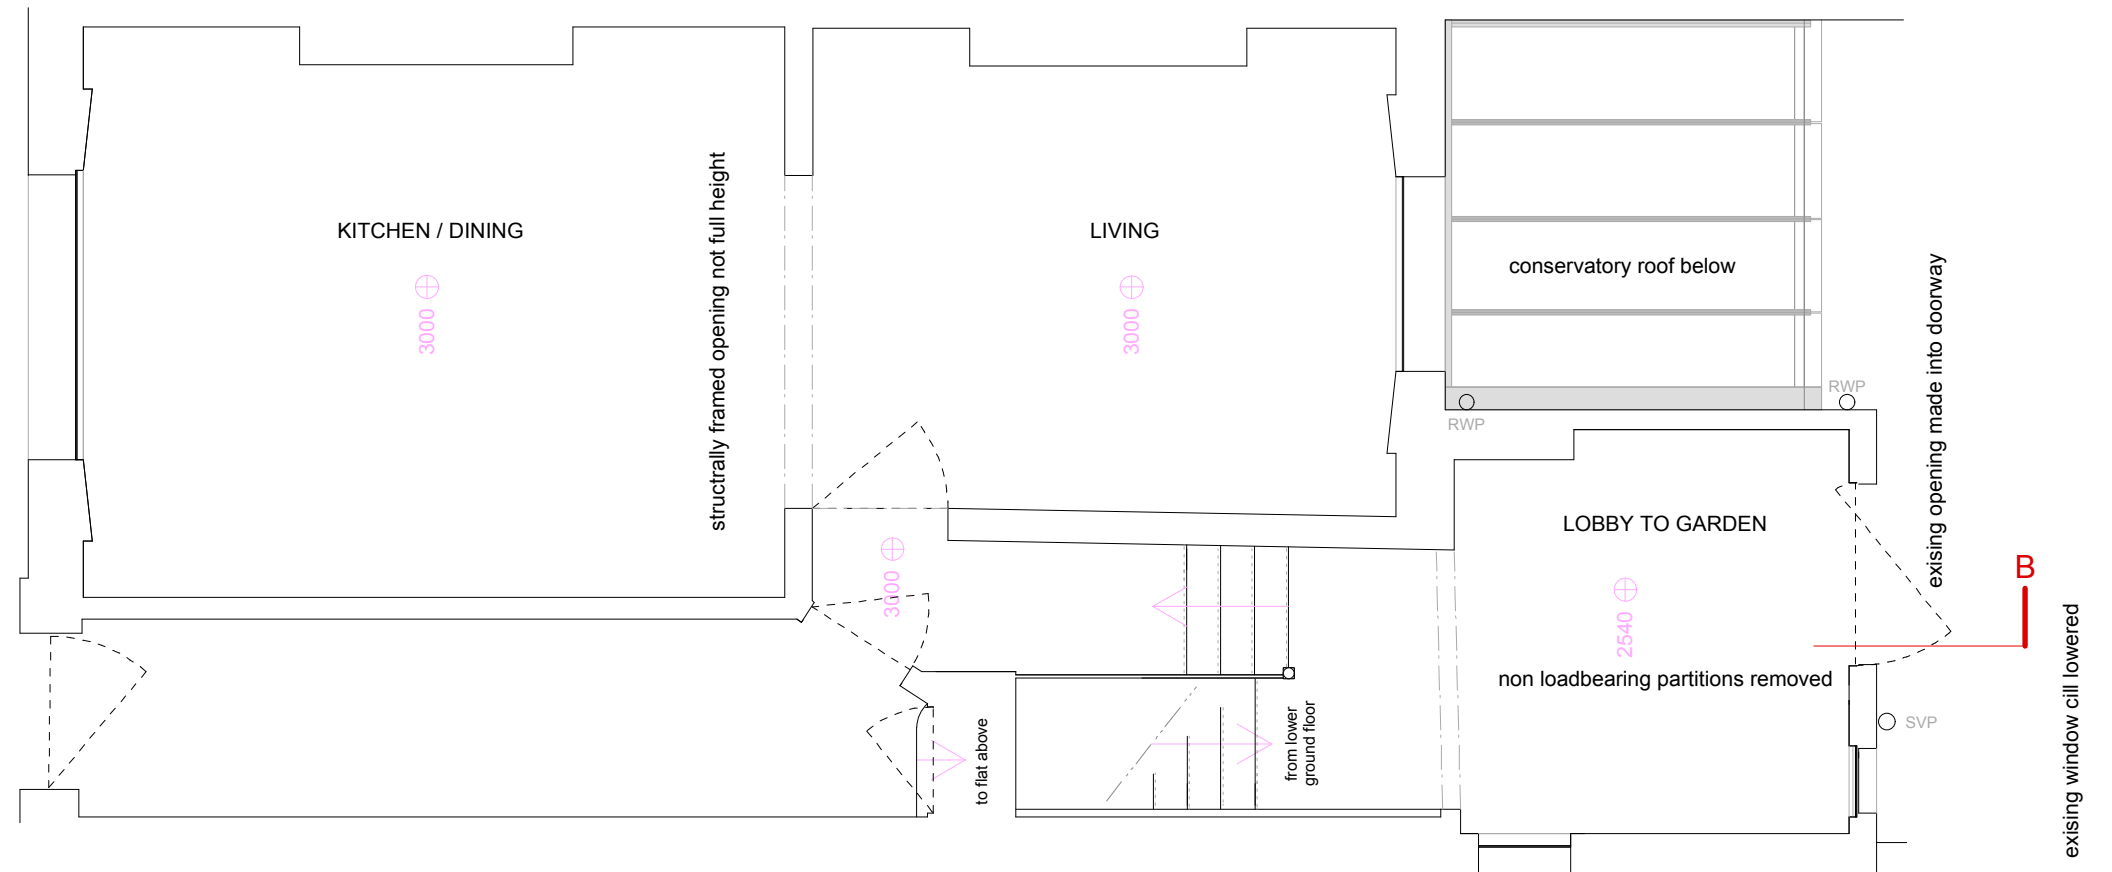 KITCHEN / DINING
3000
structrally framed opening not full height
LIVING
3000
conservatory roof below
RWP
RWP
exising opening made into doorway
3000
LOBBY TO GARDEN
2540
non loadbearing partitions removed
B
SVP
exising window cill lowered
to flat above
from lower
ground floor